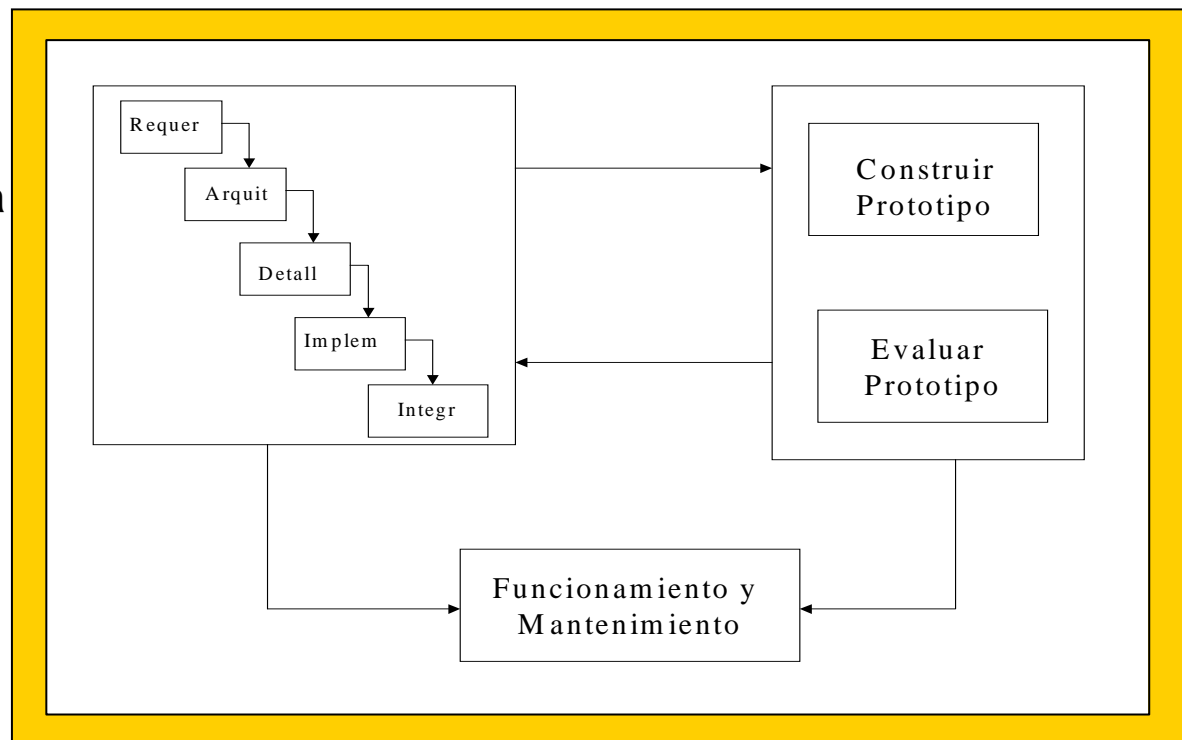 Requer
Arquit
Detall
Implem
Integr
Construir
Prototipo
Evaluar
Prototipo
Funcionamiento y
Mantenimiento